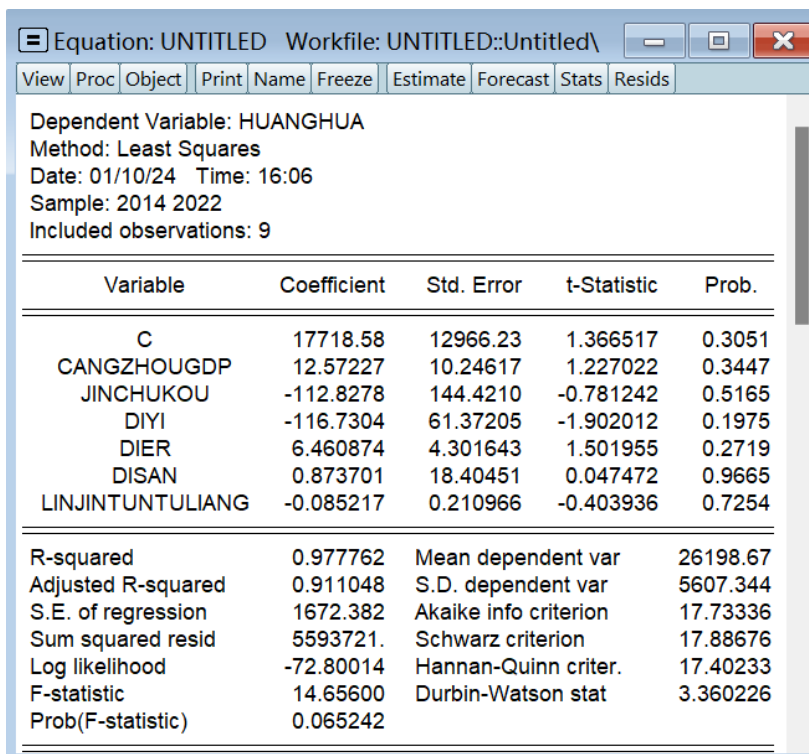 Equation: UNTITLED Workfile: UNTITLED::Untitled\
View Proc Object Print Name Freeze Estimate Forecast Stats Resids
Dependent Variable: HUANGHUA
Method: Least Squares
Date: 01/10/24 Time: 16:06
Sample: 2014 2022
Included observations: 9
Variable Coefficient Std. Error t-Statistic Prob.
C 17718.58 12966.23 1.366517 0.3051
CANGZHOUGDP 12.57227 10.24617 1.227022 0.3447
JINCHUKOU -112.8278 144.4210 -0.781242 0.5165
DIYI -116.7304 61.37205 -1.902012 0.1975
DIER 6.460874 4.301643 1.501955 0.2719
DISAN 0.873701 18.40451 0.047472 0.9665
LINJINTUNTULIANG -0.085217 0.210966 -0.403936 0.7254
R-squared 0.977762 Mean dependent var 26198.67
Adjusted R-squared 0.911048 S.D. dependent var 5607.344
S.E. of regression 1672.382 Akaike info criterion 17.73336
Sum squared resid 5593721. Schwarz criterion 17.88676
Log likelihood -72.80014 Hannan-Quinn criter. 17.40233
F-statistic 14.65600 Durbin-Watson stat 3.360226
Prob(F-statistic) 0.065242